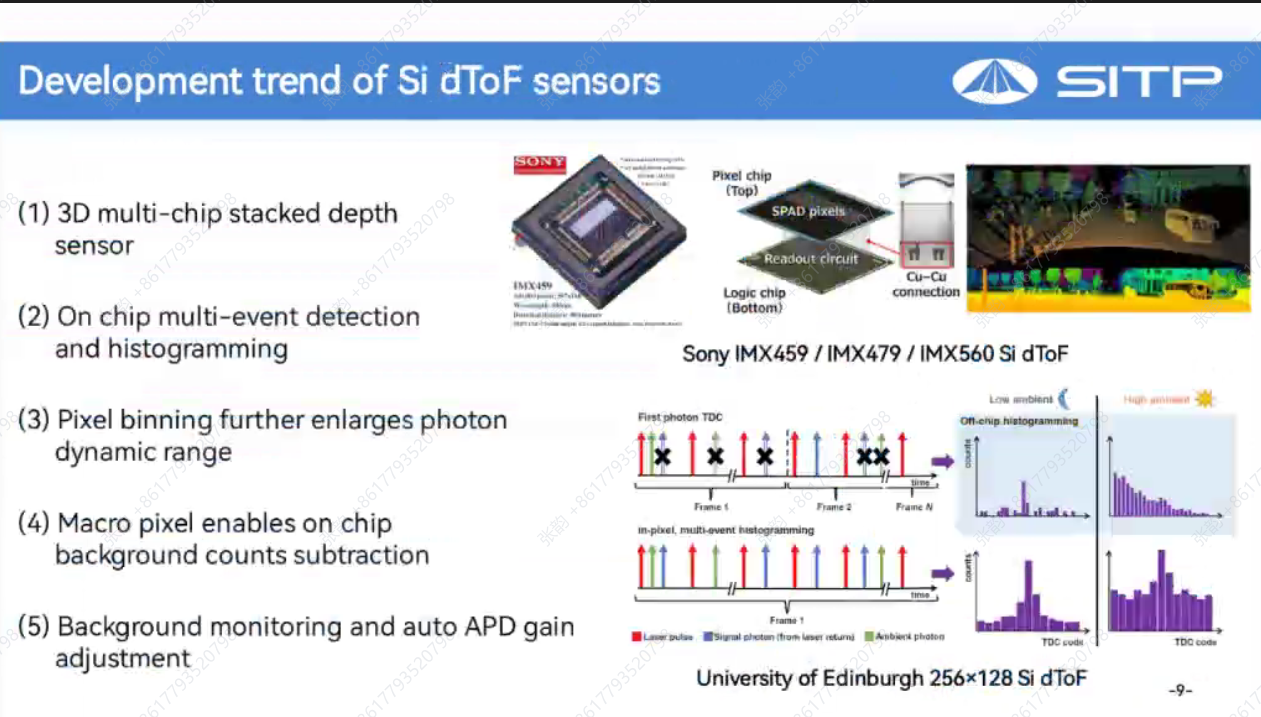 Development trend of Si dToF sensors
SITP
(1) 3D multi-chip stacked depth
sensor
(2) On chip multi-event detection
and histogramming
(3) Pixel binning further enlarges photon
dynamic range
(4) Macro pixel enables on chip
background counts subtraction
(5) Background monitoring and auto APD gain
adjustment
SONY
IMX459
Pixel chip
(Top)
SPAD pixels
Readout circuit
Logic chip
(Bottom)
Cu-Cu
connection
Sony IMX459 / IMX479 / IMX560 Si dToF
First photon TDC
time
Frame 1
Frame 2
Frame N
In-pixel, multi-event histogramming
time
Frame 1
Laser pulse
Signal photon (from laser return)
Ambient photon
Low ambient
High ambient
Off-chip histogramming
counts
counts
TDC code
TDC code
University of Edinburgh 256×128 Si dToF
-9-